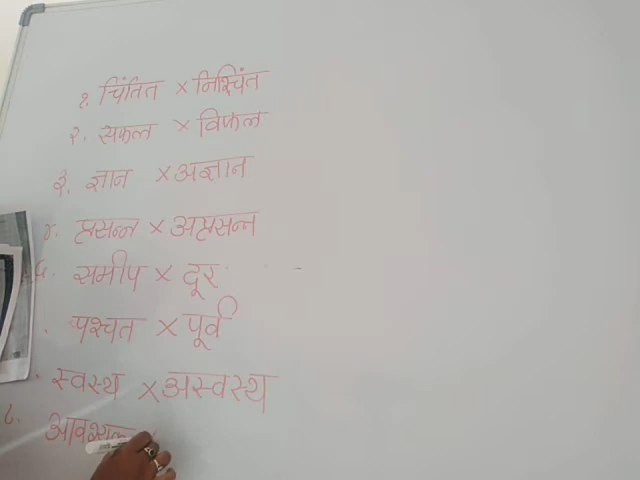 १. चिंतित × निश्चिंत
२. सफल × विफल
३. ज्ञान × अज्ञान
४. प्रसन्न × अप्रसन्न
५. समीप × दूर
. पश्चत × पूर्व
. स्वस्थ × अस्वस्थ
८. आवश्यक